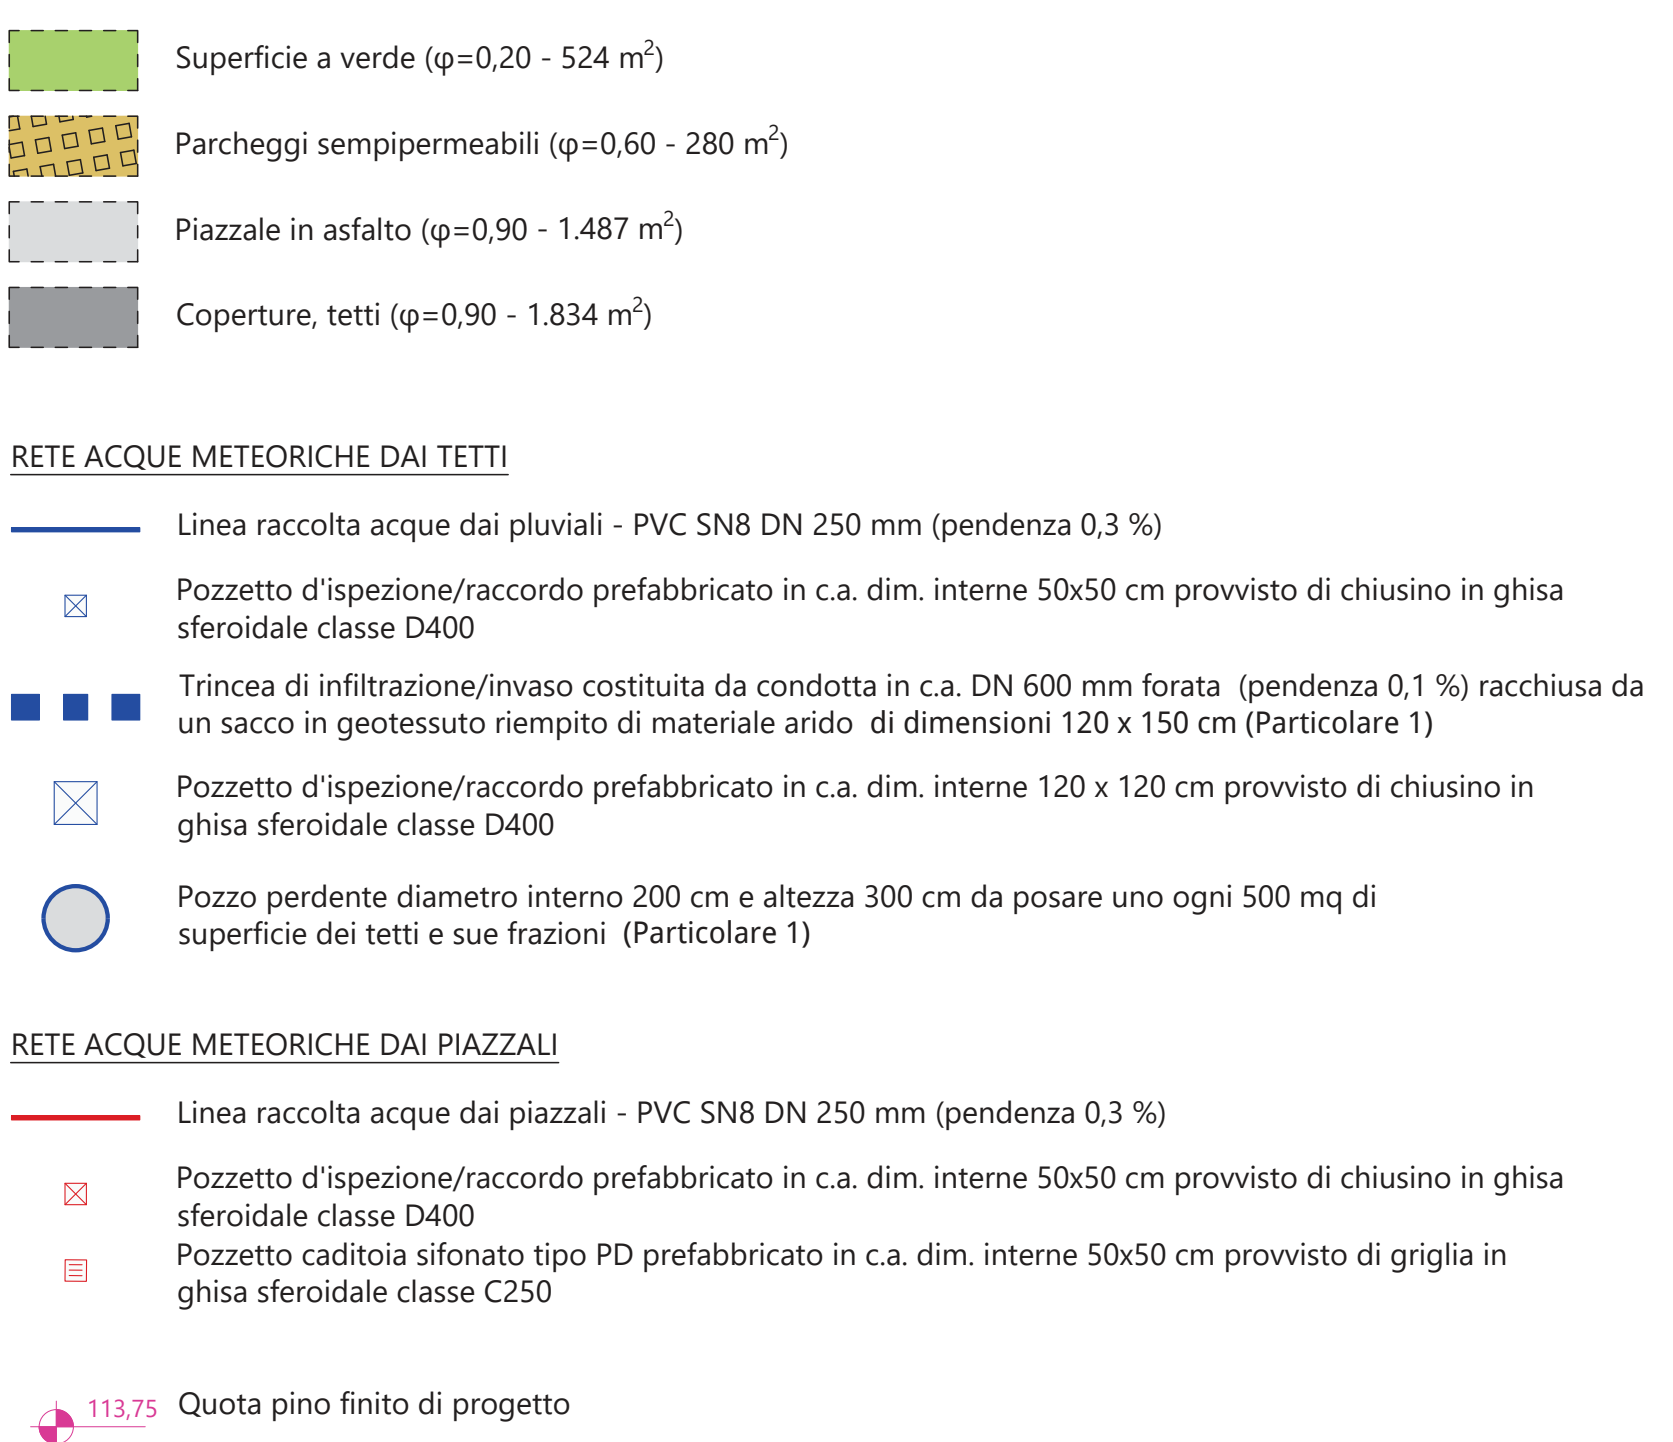 Superficie a verde (φ=0,20 - 524 m²)
Parcheggi sempipermeabili (φ=0,60 - 280 m²)
Piazzale in asfalto (φ=0,90 - 1.487 m²)
Coperture, tetti (φ=0,90 - 1.834 m²)
RETE ACQUE METEORICHE DAI TETTI
Linea raccolta acque dai pluviali - PVC SN8 DN 250 mm (pendenza 0,3 %)
Pozzetto d'ispezione/raccordo prefabbricato in c.a. dim. interne 50x50 cm provvisto di chiusino in ghisa
sferoidale classe D400
Trincea di infiltrazione/invaso costituita da condotta in c.a. DN 600 mm forata (pendenza 0,1 %) racchiusa da
un sacco in geotessuto riempito di materiale arido di dimensioni 120 x 150 cm (Particolare 1)
Pozzetto d'ispezione/raccordo prefabbricato in c.a. dim. interne 120 x 120 cm provvisto di chiusino in
ghisa sferoidale classe D400
Pozzo perdente diametro interno 200 cm e altezza 300 cm da posare uno ogni 500 mq di
superficie dei tetti e sue frazioni (Particolare 1)
RETE ACQUE METEORICHE DAI PIAZZALI
Linea raccolta acque dai piazzali - PVC SN8 DN 250 mm (pendenza 0,3 %)
Pozzetto d'ispezione/raccordo prefabbricato in c.a. dim. interne 50x50 cm provvisto di chiusino in ghisa
sferoidale classe D400
Pozzetto caditoia sifonato tipo PD prefabbricato in c.a. dim. interne 50x50 cm provvisto di griglia in
ghisa sferoidale classe C250
113,75 Quota pino finito di progetto